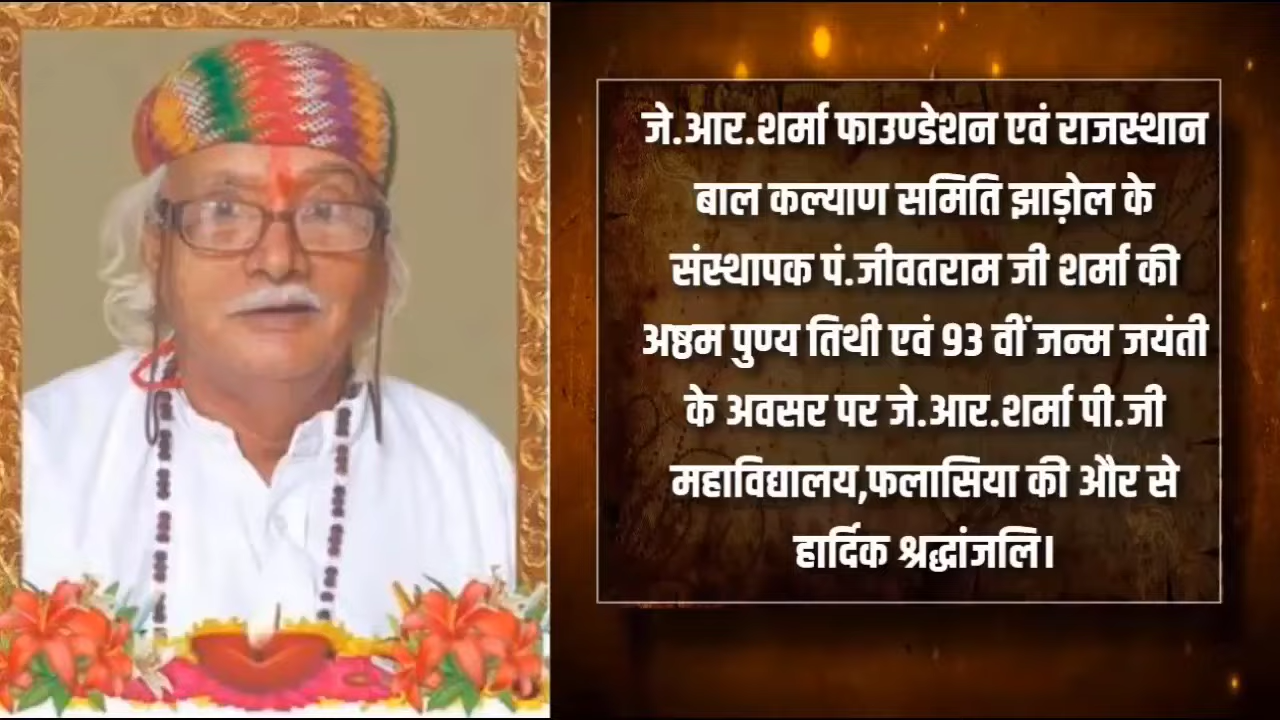 जे.आर.शर्मा फाउण्डेशन एवं राजस्थान
बाल कल्याण समिति झाड़ोल के
संस्थापक पं.जीवतराम जी शर्मा की
अष्ठम पुण्य तिथी एवं 93 वीं जन्म जयंती
के अवसर पर जे.आर.शर्मा पी.जी
महाविद्यालय,फलासिया की और से
हार्दिक श्रद्धांजलि।